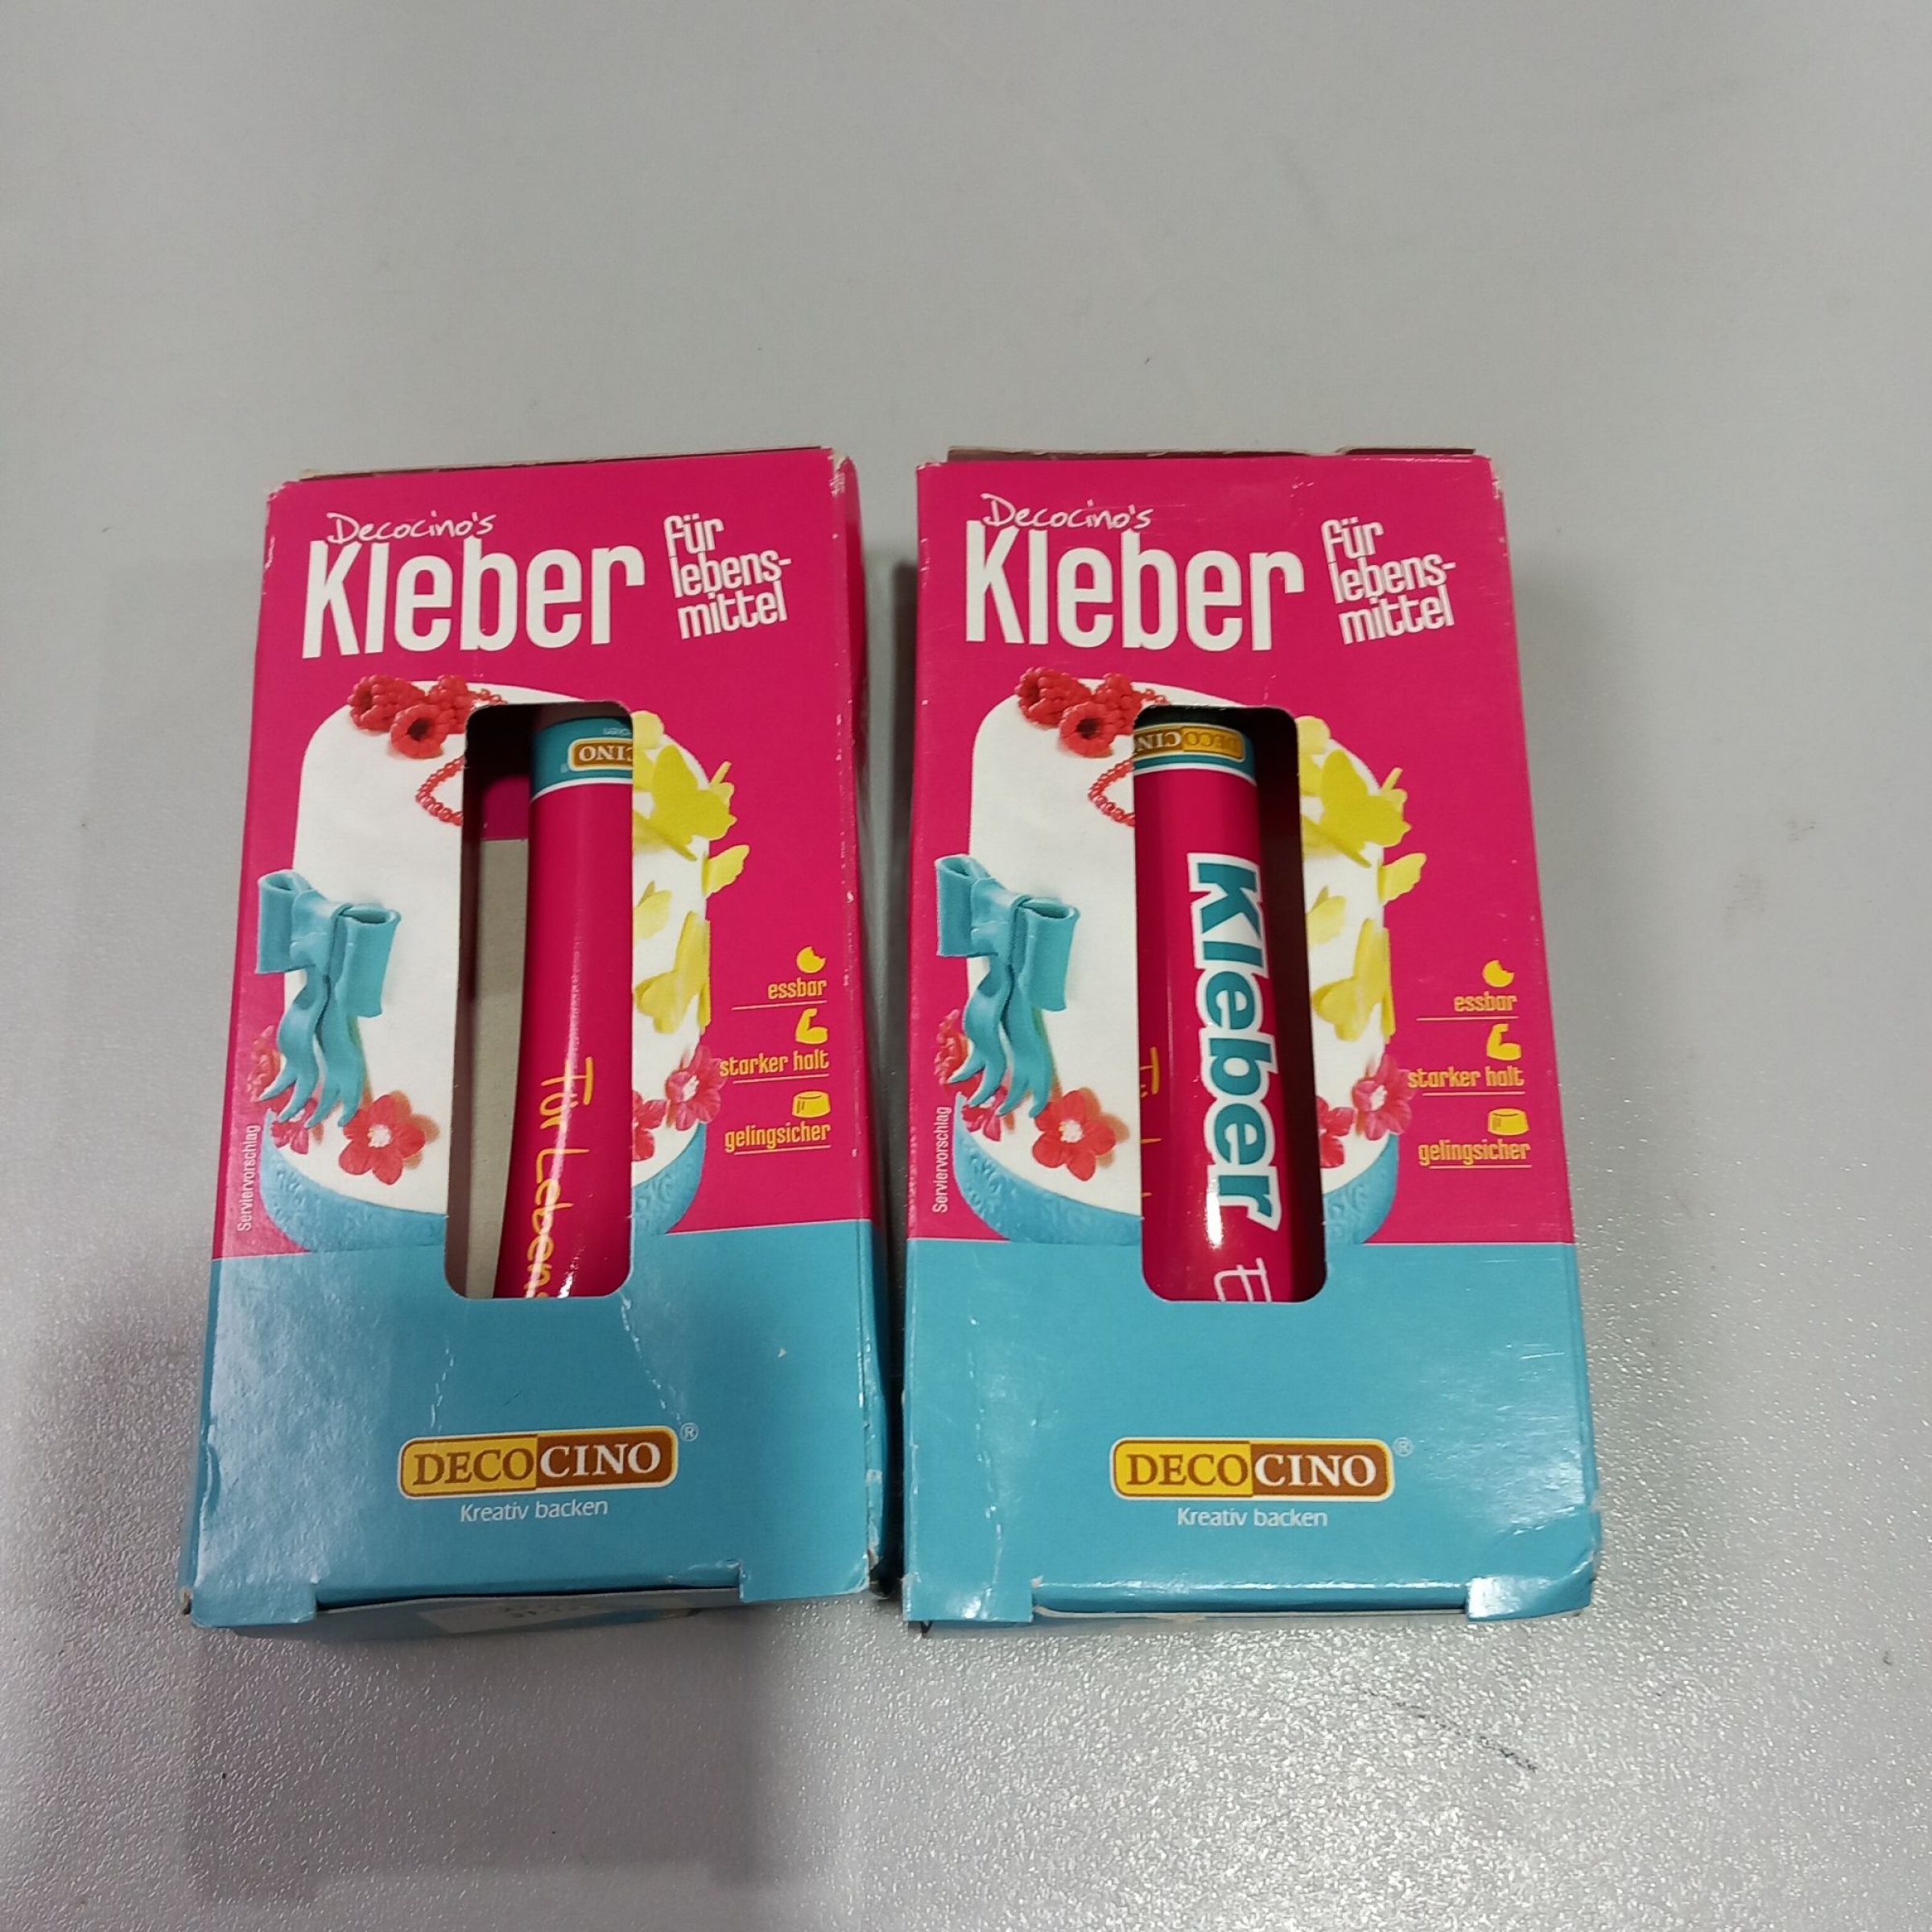 Decocino's
Kleber
für
lebens-
mittel
CINO
Für Lebens
essbar
starker halt
gelingsicher
Serviervorschlag
DECOCINO®
Kreativ backen
Decocino's
Kleber
für
lebens-
mittel
DECOCINO
Kleber
essbar
starker halt
gelingsicher
Serviervorschlag
DECOCINO®
Kreativ backen